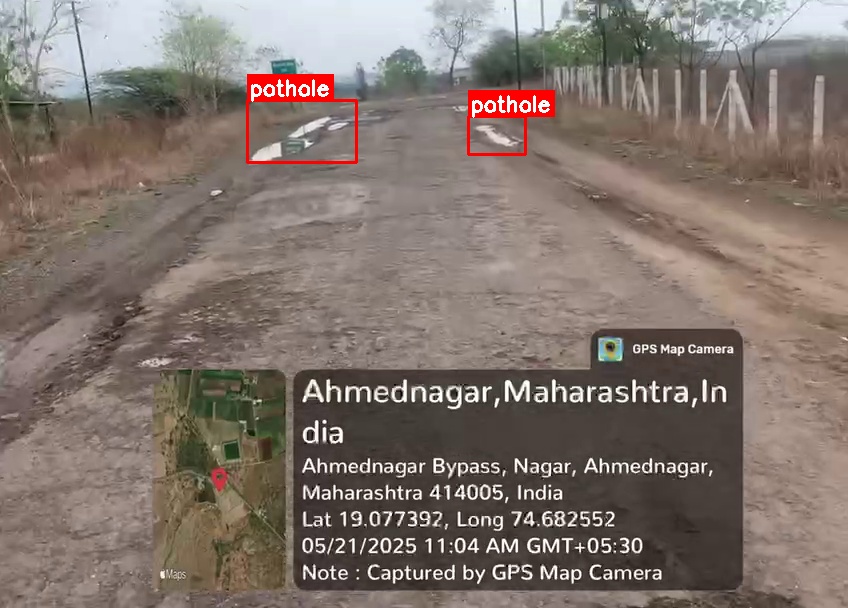 pothole
pothole
GPS Map Camera
Ahmednagar,Maharashtra,In
dia
Ahmednagar Bypass, Nagar, Ahmednagar,
Maharashtra 414005, India
Lat 19.077392, Long 74.682552
05/21/2025 11:04 AM GMT+05:30
Note : Captured by GPS Map Camera
Maps